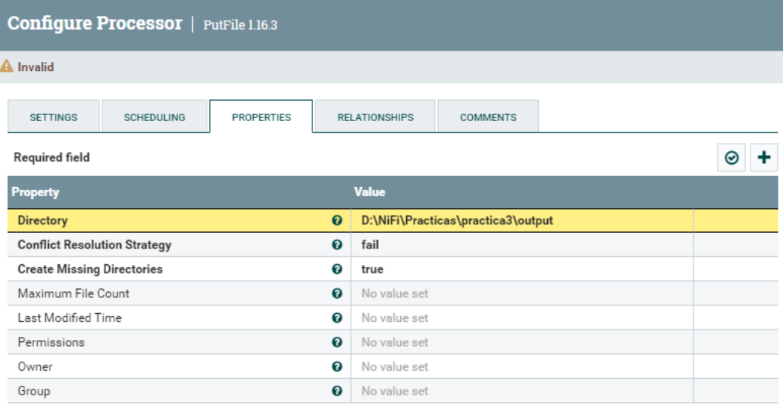 Configure Processor | PutFile 1.16.3
Invalid
SETTINGS SCHEDULING PROPERTIES RELATIONSHIPS COMMENTS
Required field
Property Value
Directory D:\NiFi\Practicas\practica3\output
Conflict Resolution Strategy fail
Create Missing Directories true
Maximum File Count No value set
Last Modified Time No value set
Permissions No value set
Owner No value set
Group No value set